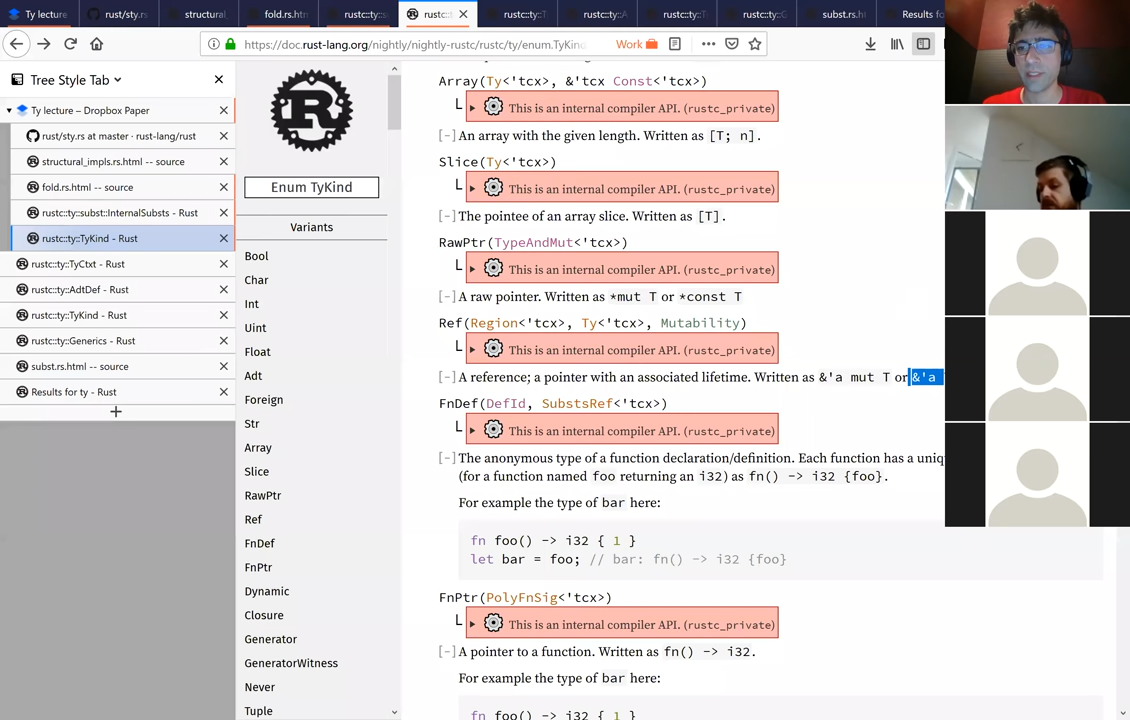 Ty lecture
rust/sty.rs
structural_
fold.rs.htm
rustc::ty::s
rustc::t
rustc::ty::T
rustc::ty::A
rustc::ty::T
rustc::ty::G
subst.rs.ht
Results fo
https://doc.rust-lang.org/nightly/nightly-rustc/rustc/ty/enum.TyKind
Work
Tree Style Tab
Ty lecture – Dropbox Paper
rust/sty.rs at master · rust-lang/rust
structural_impls.rs.html -- source
fold.rs.html -- source
rustc::ty::subst::InternalSubsts - Rust
rustc::ty::TyKind - Rust
rustc::ty::TyCtxt - Rust
rustc::ty::AdtDef - Rust
rustc::ty::TyKind - Rust
rustc::ty::Generics - Rust
subst.rs.html -- source
Results for ty - Rust
R
Enum TyKind
Variants
Bool
Char
Int
Uint
Float
Adt
Foreign
Str
Array
Slice
RawPtr
Ref
FnDef
FnPtr
Dynamic
Closure
Generator
GeneratorWitness
Never
Tuple
Array(Ty<'tcx>, &'tcx Const<'tcx>)
This is an internal compiler API. (rustc_private)
[-] An array with the given length. Written as [T; n].
Slice(Ty<'tcx>)
This is an internal compiler API. (rustc_private)
[-] The pointee of an array slice. Written as [T].
RawPtr(TypeAndMut<'tcx>)
This is an internal compiler API. (rustc_private)
[-] A raw pointer. Written as *mut T or *const T
Ref(Region<'tcx>, Ty<'tcx>, Mutability)
This is an internal compiler API. (rustc_private)
[-] A reference; a pointer with an associated lifetime. Written as &'a mut T or &'a
FnDef(DefId, SubstsRef<'tcx>)
This is an internal compiler API. (rustc_private)
[-] The anonymous type of a function declaration/definition. Each function has a uniq
(for a function named foo returning an i32) as fn() -> i32 {foo}.
For example the type of bar here:
fn foo() -> i32 { 1 }
let bar = foo; // bar: fn() -> i32 {foo}
FnPtr(PolyFnSig<'tcx>)
This is an internal compiler API. (rustc_private)
[-] A pointer to a function. Written as fn() -> i32.
For example the type of bar here:
fn foo() -> i32 { 1 }